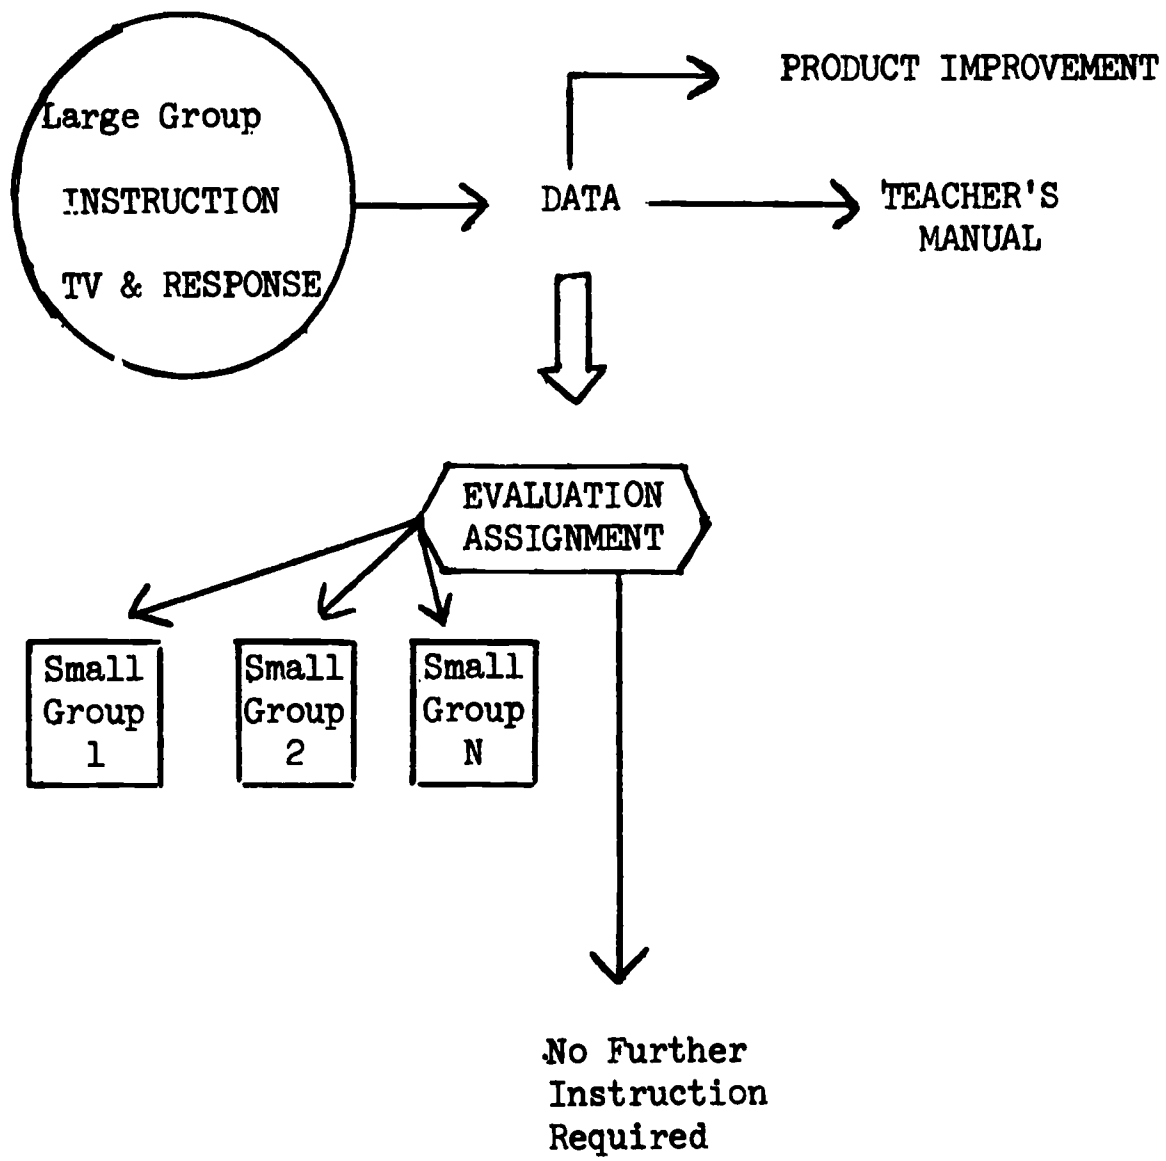 PRODUCT IMPROVEMENT
Large Group
INSTRUCTION
TV & RESPONSE
DATA
TEACHER'S
MANUAL
EVALUATION
ASSIGNMENT
Small
Group
1
Small
Group
2
Small
Group
N
No Further
Instruction
Required